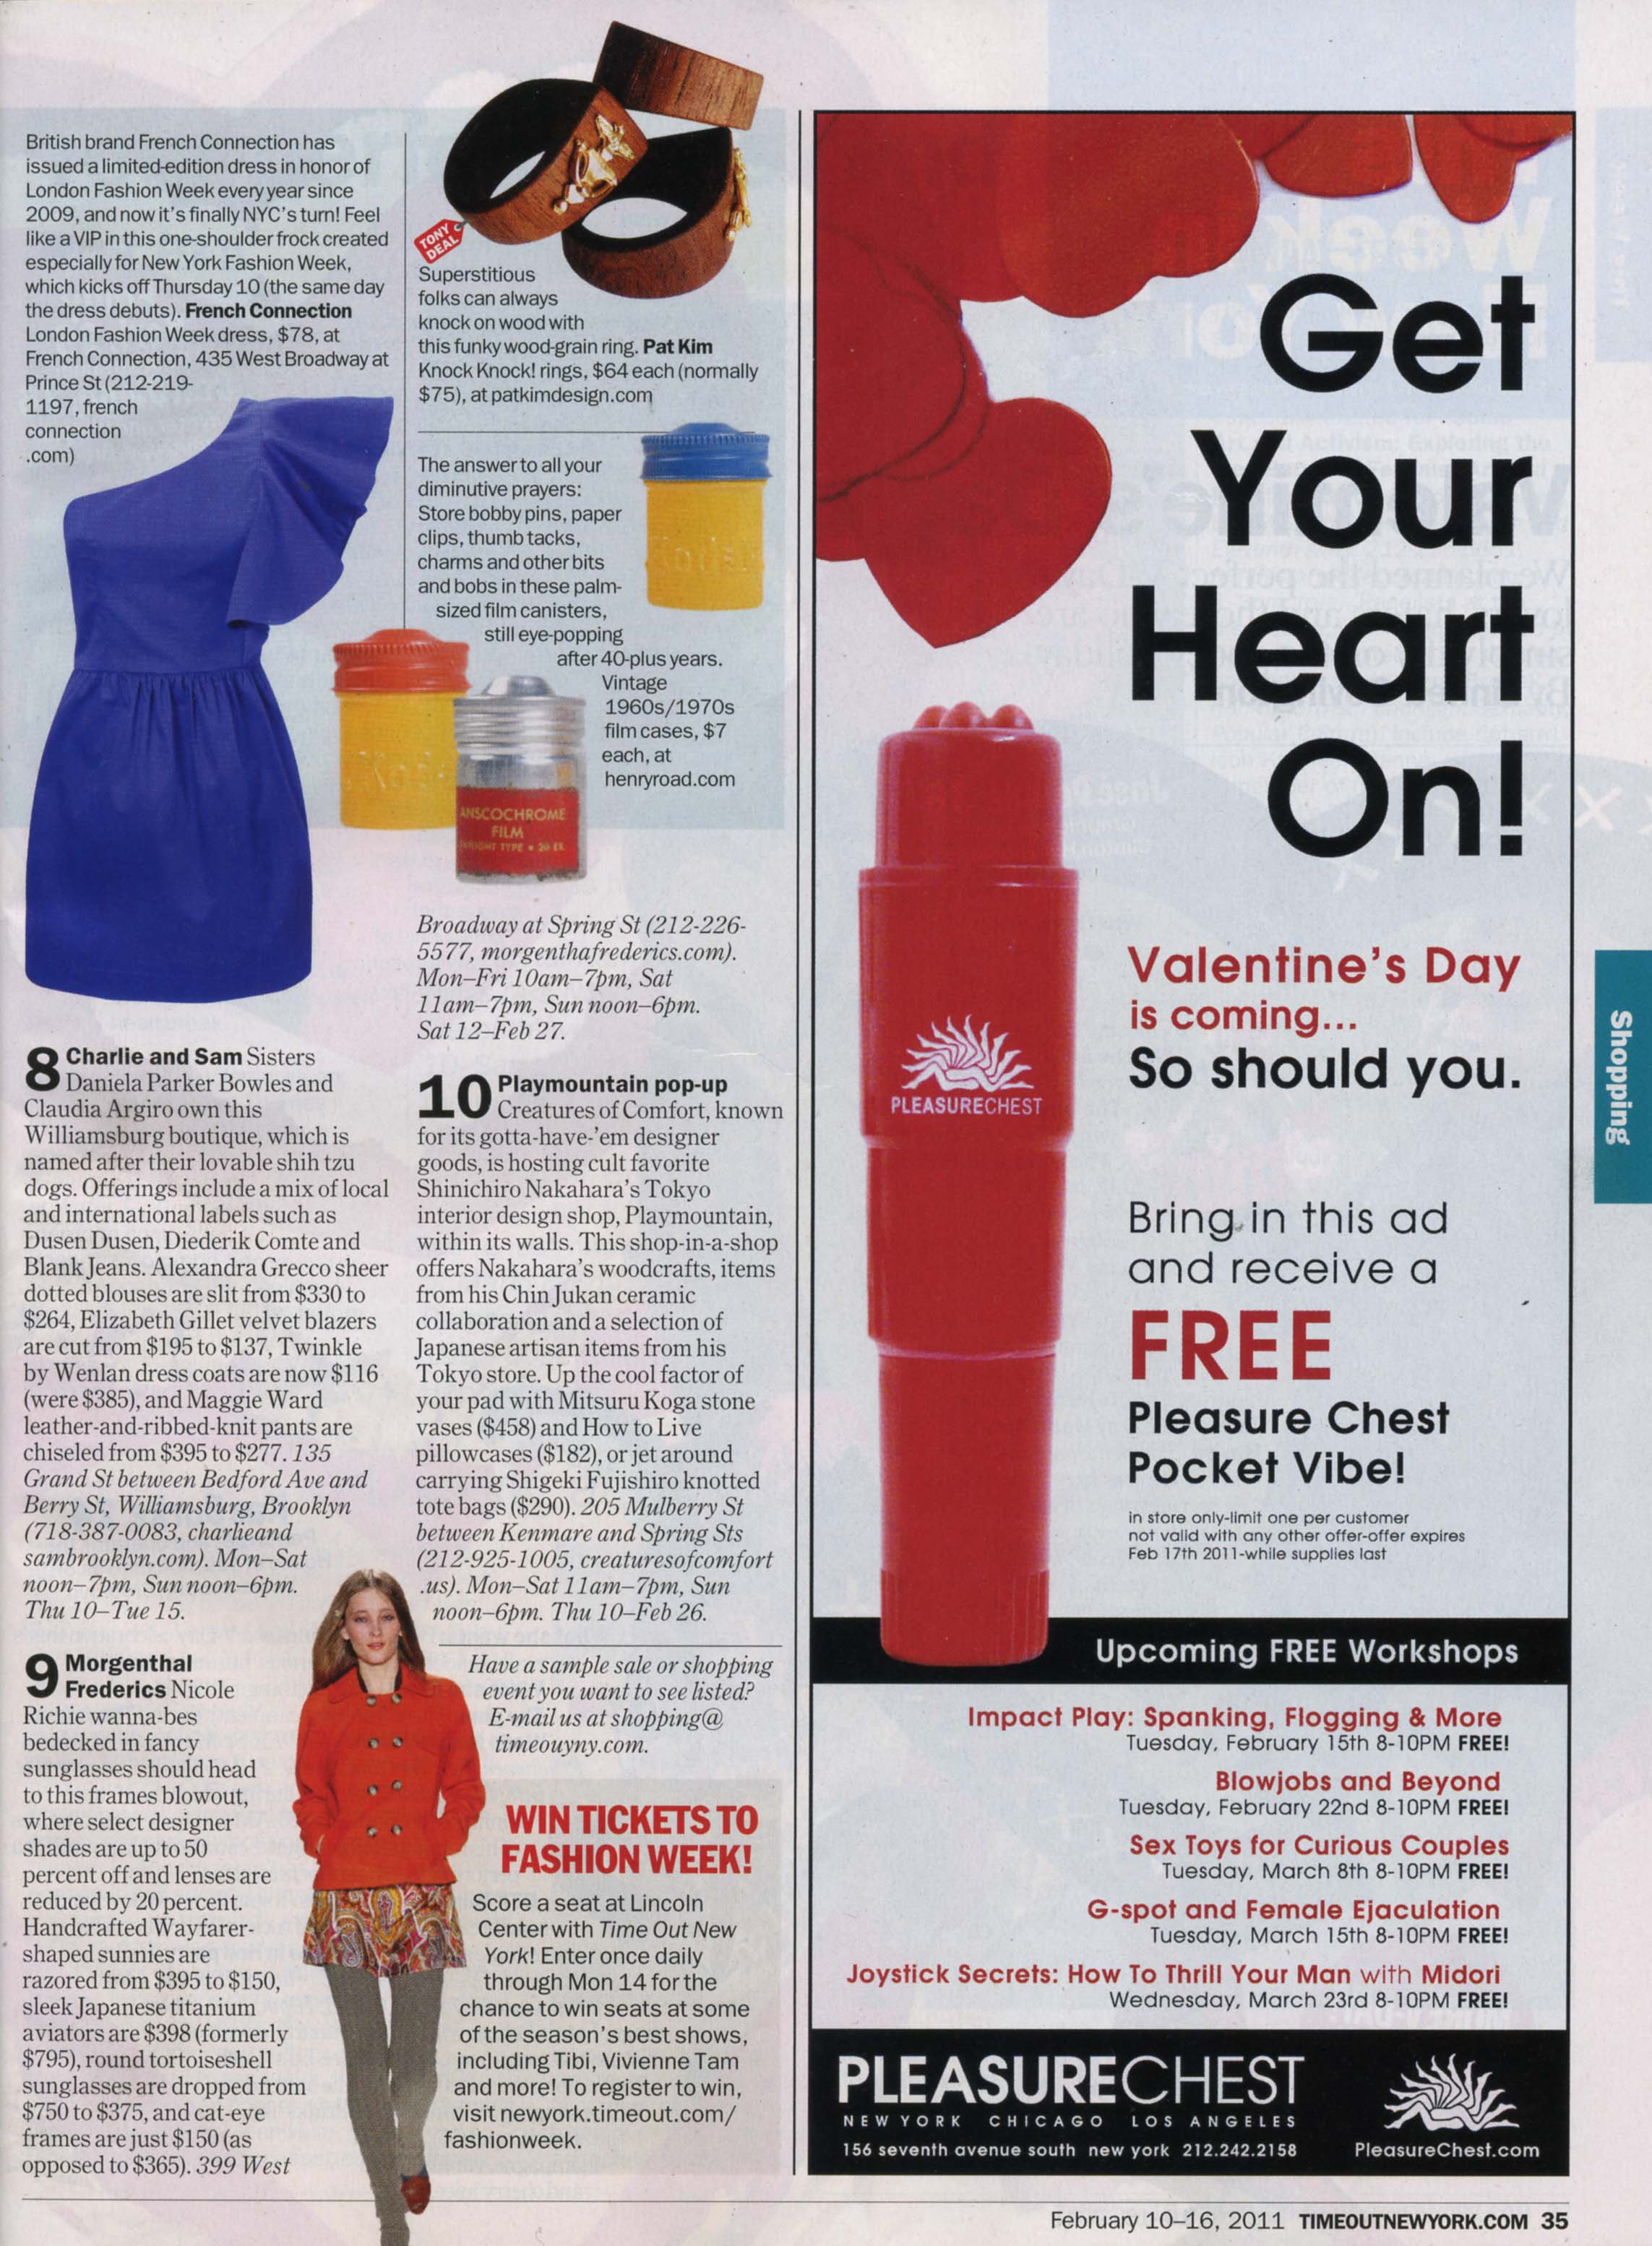 British brand French Connection has
issued a limited-edition dress in honor of
London Fashion Week every year since
2009, and now it's finally NYC's turn! Feel
like a VIP in this one-shoulder frock created
especially for New York Fashion Week,
which kicks off Thursday 10 (the same day
the dress debuts). French Connection
London Fashion Week dress, $78, at
French Connection, 435 West Broadway at
Prince St (212-219-
1197, french
connection
.com)
TONY
DEAL
Superstitious
folks can always
knock on wood with
this funky wood-grain ring. Pat Kim
Knock Knock! rings, $64 each (normally
$75), at patkimdesign.com
The answer to all your
diminutive prayers:
Store bobby pins, paper
clips, thumb tacks,
charms and other bits
and bobs in these palm-
sized film canisters,
still eye-popping
after 40-plus years.
Vintage
1960s/1970s
film cases, $7
each, at
henryroad.com
ANSCOCHROME
FILM
TYPE • 20 EX.
8 Charlie and Sam Sisters
Daniela Parker Bowles and
Claudia Argiro own this
Williamsburg boutique, which is
named after their lovable shih tzu
dogs. Offerings include a mix of local
and international labels such as
Dusen Dusen, Diederik Comte and
Blank Jeans. Alexandra Grecco sheer
dotted blouses are slit from $330 to
$264, Elizabeth Gillet velvet blazers
are cut from $195 to $137, Twinkle
by Wenlan dress coats are now $116
(were $385), and Maggie Ward
leather-and-ribbed-knit pants are
chiseled from $395 to $277. 135
Grand St between Bedford Ave and
Berry St, Williamsburg, Brooklyn
(718-387-0083, charlieand
sambrooklyn.com). Mon–Sat
noon–7pm, Sun noon–6pm.
Thu 10–Tue 15.
9 Morgenthal
Frederics Nicole
Richie wanna-bes
bedecked in fancy
sunglasses should head
to this frames blowout,
where select designer
shades are up to 50
percent off and lenses are
reduced by 20 percent.
Handcrafted Wayfarer-
shaped sunnies are
razored from $395 to $150,
sleek Japanese titanium
aviators are $398 (formerly
$795), round tortoiseshell
sunglasses are dropped from
$750 to $375, and cat-eye
frames are just $150 (as
opposed to $365). 399 West
Broadway at Spring St (212-226-
5577, morgenthafrederics.com).
Mon–Fri 10am–7pm, Sat
11am–7pm, Sun noon–6pm.
Sat 12–Feb 27.
10 Playmountain pop-up
Creatures of Comfort, known
for its gotta-have-'em designer
goods, is hosting cult favorite
Shinichiro Nakahara's Tokyo
interior design shop, Playmountain,
within its walls. This shop-in-a-shop
offers Nakahara's woodcrafts, items
from his Chin Jukan ceramic
collaboration and a selection of
Japanese artisan items from his
Tokyo store. Up the cool factor of
your pad with Mitsuru Koga stone
vases ($458) and How to Live
pillowcases ($182), or jet around
carrying Shigeki Fujishiro knotted
tote bags ($290). 205 Mulberry St
between Kenmare and Spring Sts
(212-925-1005, creaturesofcomfort
.us). Mon–Sat 11am–7pm, Sun
noon–6pm. Thu 10–Feb 26.
Have a sample sale or shopping
event you want to see listed?
E-mail us at shopping@
timeouyny.com.
WIN TICKETS TO
FASHION WEEK!
Score a seat at Lincoln
Center with Time Out New
York! Enter once daily
through Mon 14 for the
chance to win seats at some
of the season's best shows,
including Tibi, Vivienne Tam
and more! To register to win,
visit newyork.timeout.com/
fashionweek.
Get
Your
Heart
On!
Valentine's Day
is coming...
So should you.
PLEASURECHEST
Bring in this ad
and receive a
FREE
Pleasure Chest
Pocket Vibe!
in store only-limit one per customer
not valid with any other offer-offer expires
Feb 17th 2011-while supplies last
Upcoming FREE Workshops
Impact Play: Spanking, Flogging & More
Tuesday, February 15th 8-10PM FREE!
Blowjobs and Beyond
Tuesday, February 22nd 8-10PM FREE!
Sex Toys for Curious Couples
Tuesday, March 8th 8-10PM FREE!
G-spot and Female Ejaculation
Tuesday, March 15th 8-10PM FREE!
Joystick Secrets: How To Thrill Your Man with Midori
Wednesday, March 23rd 8-10PM FREE!
PLEASURECHEST
NEW YORK CHICAGO LOS ANGELES
156 seventh avenue south new york 212.242.2158
PleasureChest.com
Shopping
February 10–16, 2011 TIMEOUTNEWYORK.COM 35